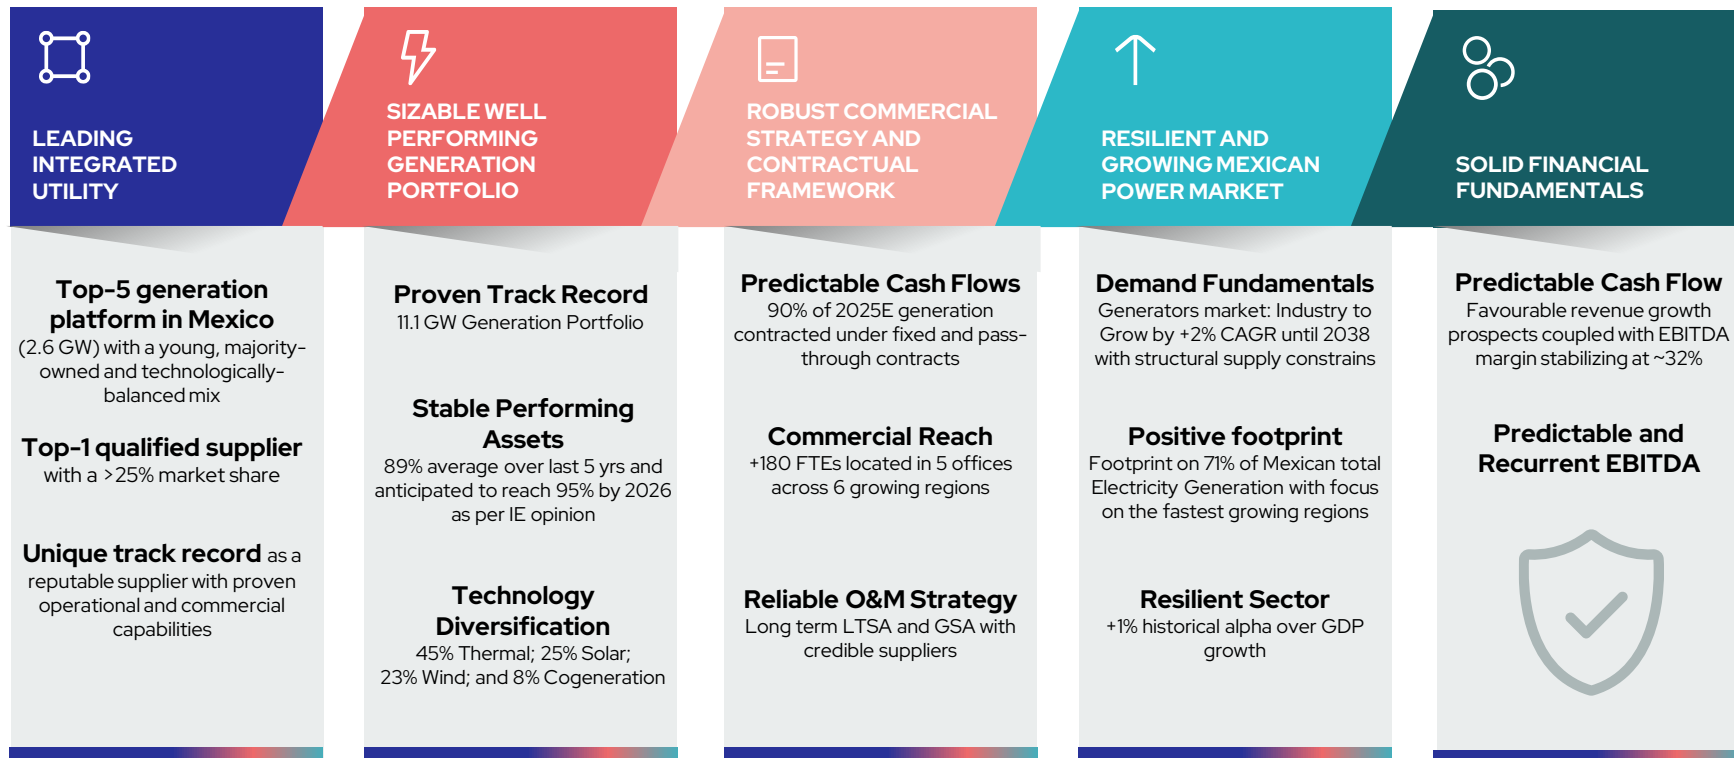 LEADING
INTEGRATED
UTILITY
Top-5 generation
platform in Mexico
(2.6 GW) with a young, majority-
owned and technologically-
balanced mix
Top-1 qualified supplier
with a >25% market share
Unique track record as a
reputable supplier with proven
operational and commercial
capabilities
SIZABLE WELL
PERFORMING
GENERATION
PORTFOLIO
Proven Track Record
11.1 GW Generation Portfolio
Stable Performing
Assets
89% average over last 5 yrs and
anticipated to reach 95% by 2026
as per IE opinion
Technology
Diversification
45% Thermal; 25% Solar;
23% Wind; and 8% Cogeneration
ROBUST COMMERCIAL
STRATEGY AND
CONTRACTUAL
FRAMEWORK
Predictable Cash Flows
90% of 2025E generation
contracted under fixed and pass-
through contracts
Commercial Reach
+180 FTEs located in 5 offices
across 6 growing regions
Reliable O&M Strategy
Long term LTSA and GSA with
credible suppliers
RESILIENT AND
GROWING MEXICAN
POWER MARKET
Demand Fundamentals
Generators market: Industry to
Grow by +2% CAGR until 2038
with structural supply constrains
Positive footprint
Footprint on 71% of Mexican total
Electricity Generation with focus
on the fastest growing regions
Resilient Sector
+1% historical alpha over GDP
growth
SOLID FINANCIAL
FUNDAMENTALS
Predictable Cash Flow
Favourable revenue growth
prospects coupled with EBITDA
margin stabilizing at ~32%
Predictable and
Recurrent EBITDA